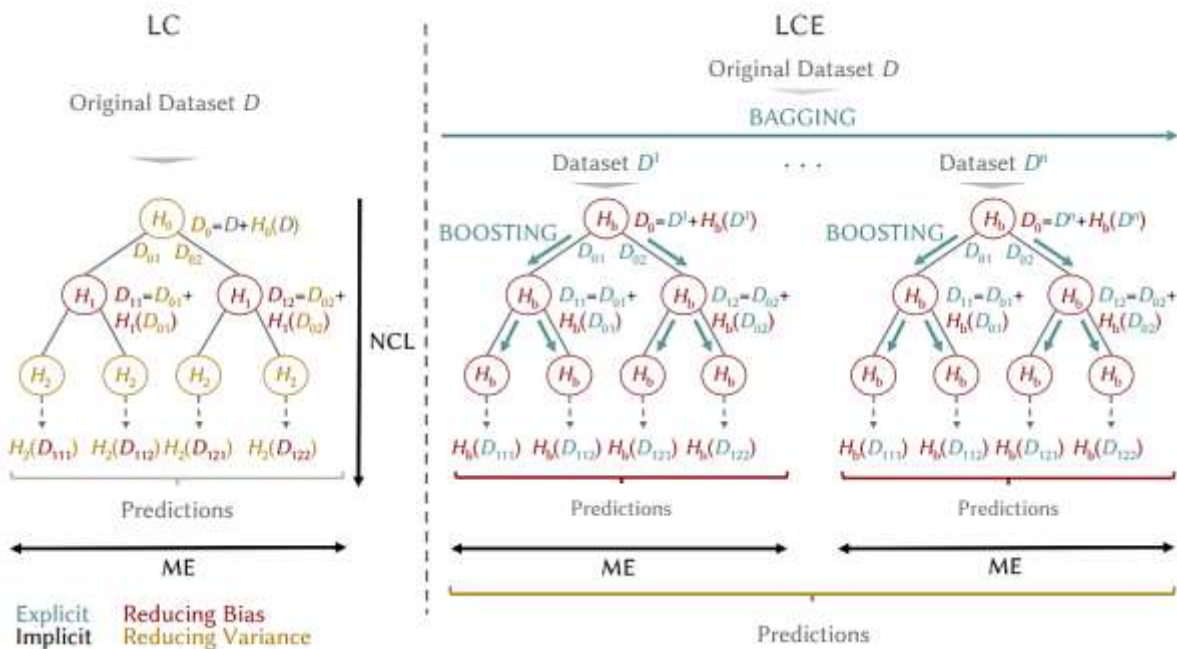 LC
Original Dataset D
H₀ D₀=D+H₀(D)
D₀₁ D₀₂
H₁ D₁₁=D₀₁+
H₁(D₀₁)
H₁ D₁₂=D₀₂+
H₁(D₀₂)
NCL
H₂ H₂ H₂ H₂
H₂(D₁₁₁) H₂(D₁₁₂) H₂(D₁₂₁) H₂(D₁₂₂)
Predictions
ME
Explicit Reducing Bias
Implicit Reducing Variance
LCE
Original Dataset D
BAGGING
Dataset D¹ . . . Dataset Dⁿ
H_b D₀=D¹+H_b(D¹)
BOOSTING
D₀₁ D₀₂
H_b D₁₁=D₀₁+
H_b(D₀₁)
H_b D₁₂=D₀₂+
H_b(D₀₂)
H_b H_b H_b H_b
H_b(D₁₁₁) H_b(D₁₁₂) H_b(D₁₂₁) H_b(D₁₂₂)
Predictions
ME
H_b D₀=Dⁿ+H_b(Dⁿ)
BOOSTING
D₀₁ D₀₂
H_b D₁₁=D₀₁+
H_b(D₀₁)
H_b D₁₂=D₀₂+
H_b(D₀₂)
H_b H_b H_b H_b
H_b(D₁₁₁) H_b(D₁₁₂) H_b(D₁₂₁) H_b(D₁₂₂)
Predictions
ME
Predictions